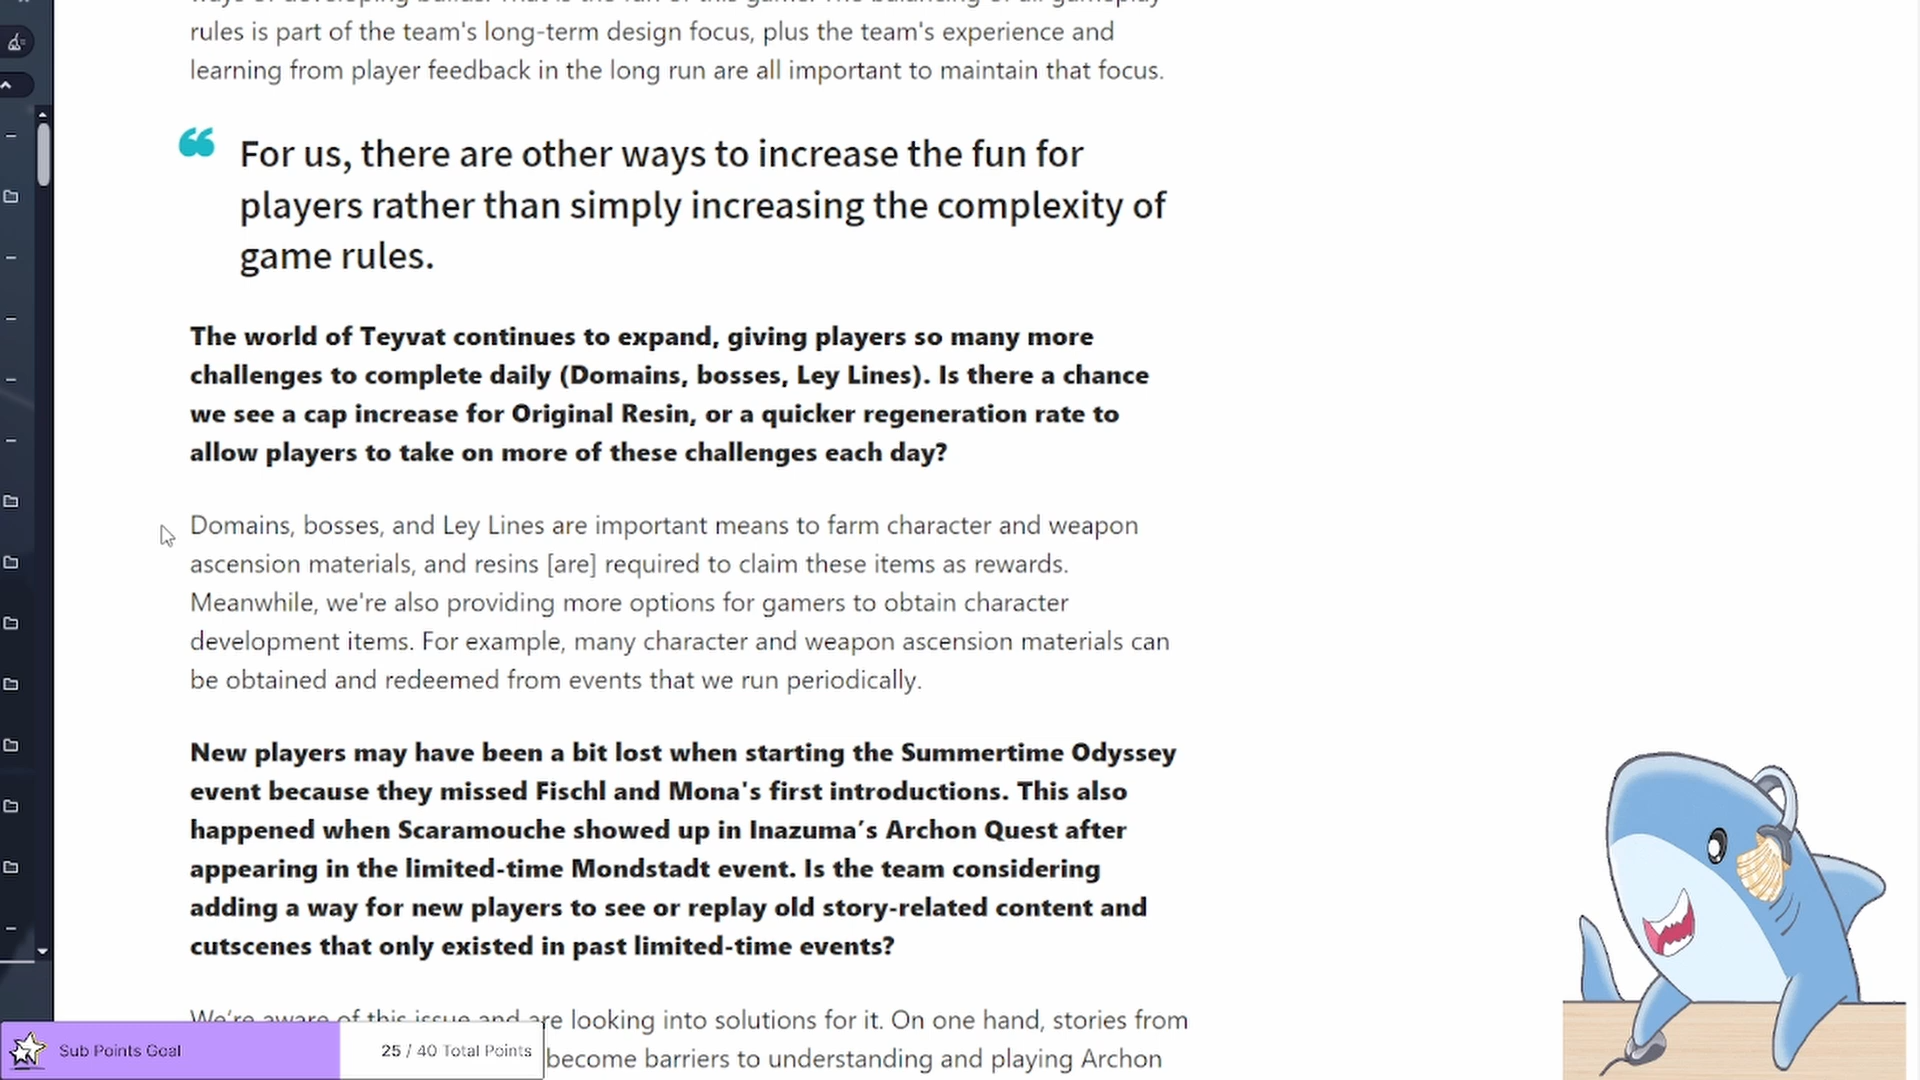 rules is part of the team's long-term design focus, plus the team's experience and
learning from player feedback in the long run are all important to maintain that focus.
“ For us, there are other ways to increase the fun for
players rather than simply increasing the complexity of
game rules.
The world of Teyvat continues to expand, giving players so many more
challenges to complete daily (Domains, bosses, Ley Lines). Is there a chance
we see a cap increase for Original Resin, or a quicker regeneration rate to
allow players to take on more of these challenges each day?
Domains, bosses, and Ley Lines are important means to farm character and weapon
ascension materials, and resins [are] required to claim these items as rewards.
Meanwhile, we're also providing more options for gamers to obtain character
development items. For example, many character and weapon ascension materials can
be obtained and redeemed from events that we run periodically.
New players may have been a bit lost when starting the Summertime Odyssey
event because they missed Fischl and Mona's first introductions. This also
happened when Scaramouche showed up in Inazuma’s Archon Quest after
appearing in the limited-time Mondstadt event. Is the team considering
adding a way for new players to see or replay old story-related content and
cutscenes that only existed in past limited-time events?
We’re aware of this issue and are looking into solutions for it. On one hand, stories from
become barriers to understanding and playing Archon
Sub Points Goal 25 / 40 Total Points